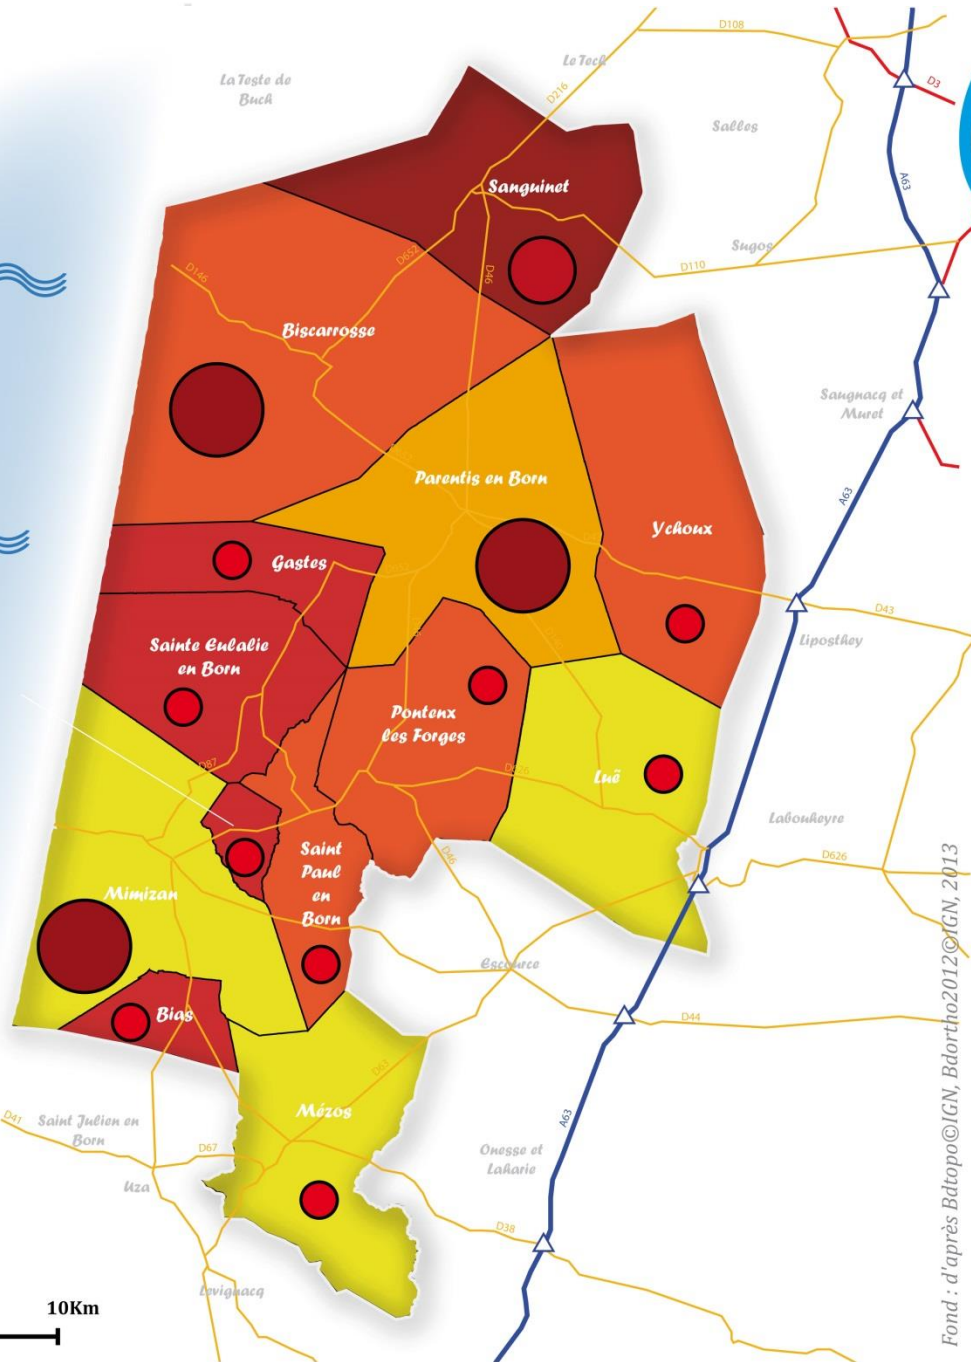 D108
Le Tech
La Teste de
Buch
D3
D216
Salles
A63
Sanguinet
Sugos
D652
D110
D46
D146
Biscarrosse
Saugnacq et
Muret
Parentis en Born
A63
Ychoux
Gastes
D43
Liposthey
Sainte Eulalie
en Born
Pontenx
les Forges
D87
D626
Luë
Labouheyre
D626
Saint
Paul
en
Born
D46
Mimizan
Escource
Bias
D44
D63
Mézos
D41
Saint Julien en
Born
A63
D67
Onesse et
Laharie
Uza
D38
Levignacq
10Km
Fond : d'après Bdtopo©IGN, Bdortho2012©IGN, 2013